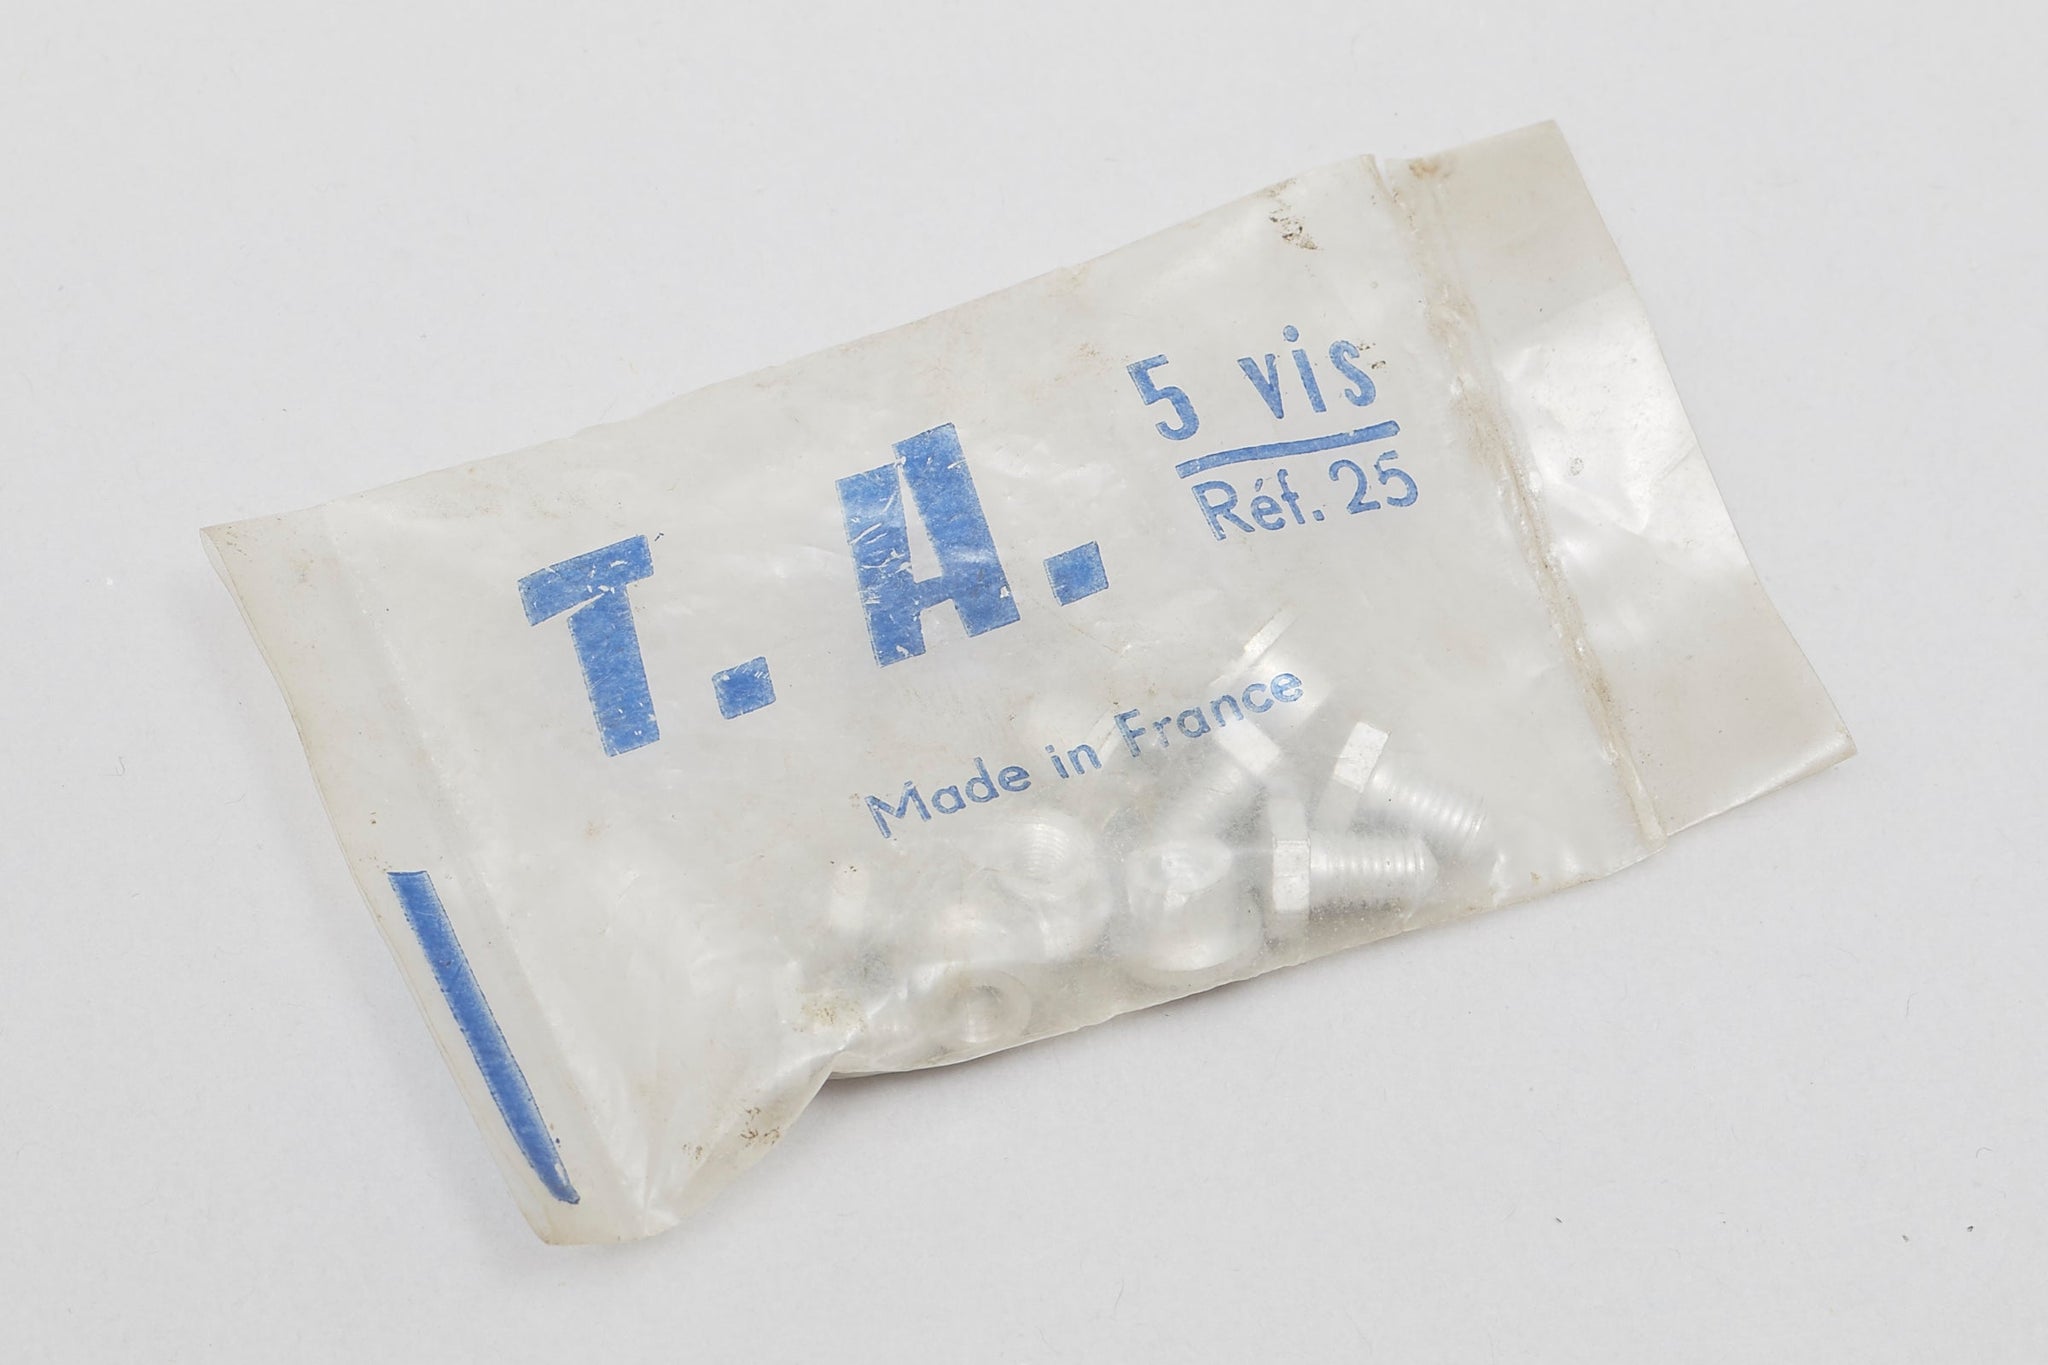 T. A.
5 vis
Réf. 25
Made in France